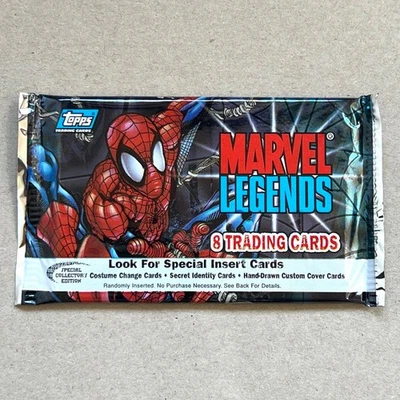 Topps
TRADING CARDS
MARVEL®
LEGENDS
8 TRADING CARDS
Look For Special Insert Cards
SPECIAL
COLLECTOR'S
EDITION
Costume Change Cards • Secret Identity Cards • Hand-Drawn Custom Cover Cards
Randomly Inserted. No Purchase Necessary. See Back For Details.